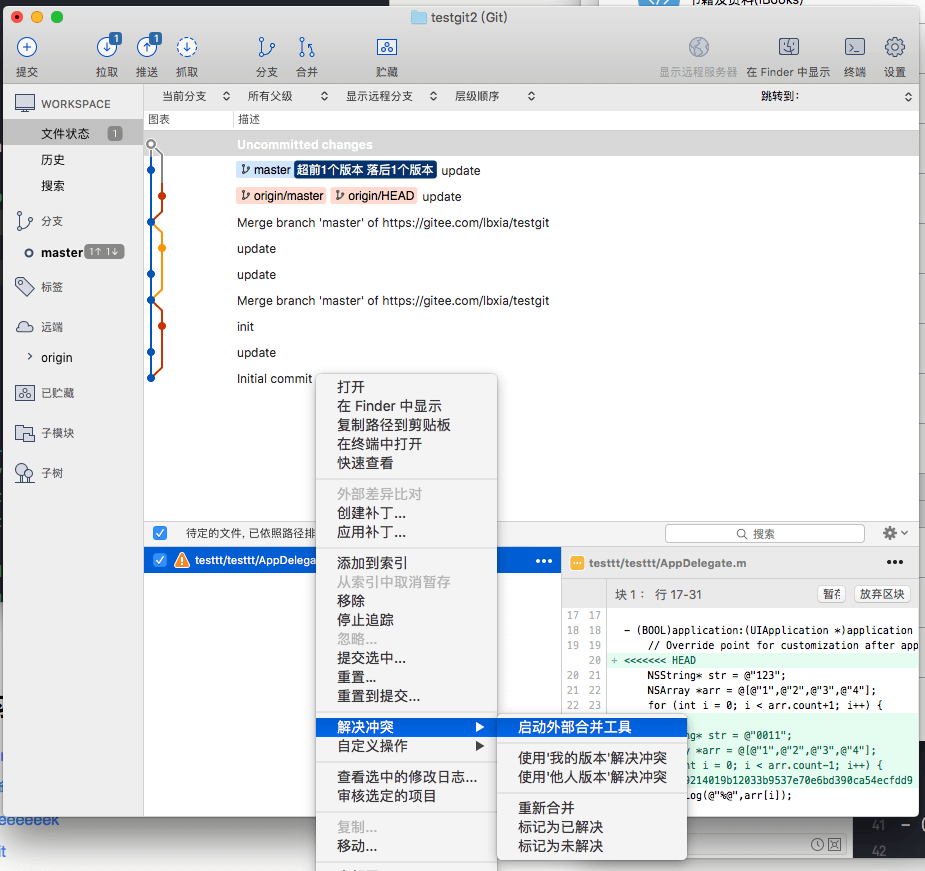 书籍及资料(iBooks)
testgit2 (Git)
1
1
提交
拉取
推送
抓取
分支
合并
贮藏
显示远程服务器
在 Finder 中显示
终端
设置
当前分支
所有父级
显示远程分支
层级顺序
跳转到:
WORKSPACE
文件状态 1
历史
搜索
分支
master 1↑ 1↓
标签
远端
origin
已贮藏
子模块
子树
图表
描述
Uncommitted changes
master 超前1个版本 落后1个版本 update
origin/master origin/HEAD update
Merge branch 'master' of https://gitee.com/lbxia/testgit
update
update
Merge branch 'master' of https://gitee.com/lbxia/testgit
init
update
Initial commit
待定的文件, 已依照路径排
搜索
testtt/testtt/AppDelega
打开
在 Finder 中显示
复制路径到剪贴板
在终端中打开
快速查看
外部差异比对
创建补丁...
应用补丁...
添加到索引
从索引中取消暂存
移除
停止追踪
忽略...
提交选中...
重置...
重置到提交...
解决冲突
自定义操作
查看选中的修改日志...
审核选定的项目
复制...
移动...
启动外部合并工具
使用'我的版本'解决冲突
使用'他人版本'解决冲突
重新合并
标记为已解决
标记为未解决
testtt/testtt/AppDelegate.m
块 1： 行 17-31
暂存
放弃区块
17 17
18 18 - (BOOL)application:(UIApplication *)application
19 19 // Override point for customization after app
20 + <<<<<<< HEAD
20 21 NSString* str = @"123";
21 22 NSArray *arr = @[@"1",@"2",@"3",@"4"];
22 23 for (int i = 0; i < arr.count+1; i++) {
ng* str = @"0011";
*arr = @[@"1",@"2",@"3",@"4"];
nt i = 0; i < arr.count-1; i++) {
9214019b12033b9537e70e6bd390ca54ecfdd9
Log(@"%@",arr[i]);
eeeeeek
it
41 - (
42